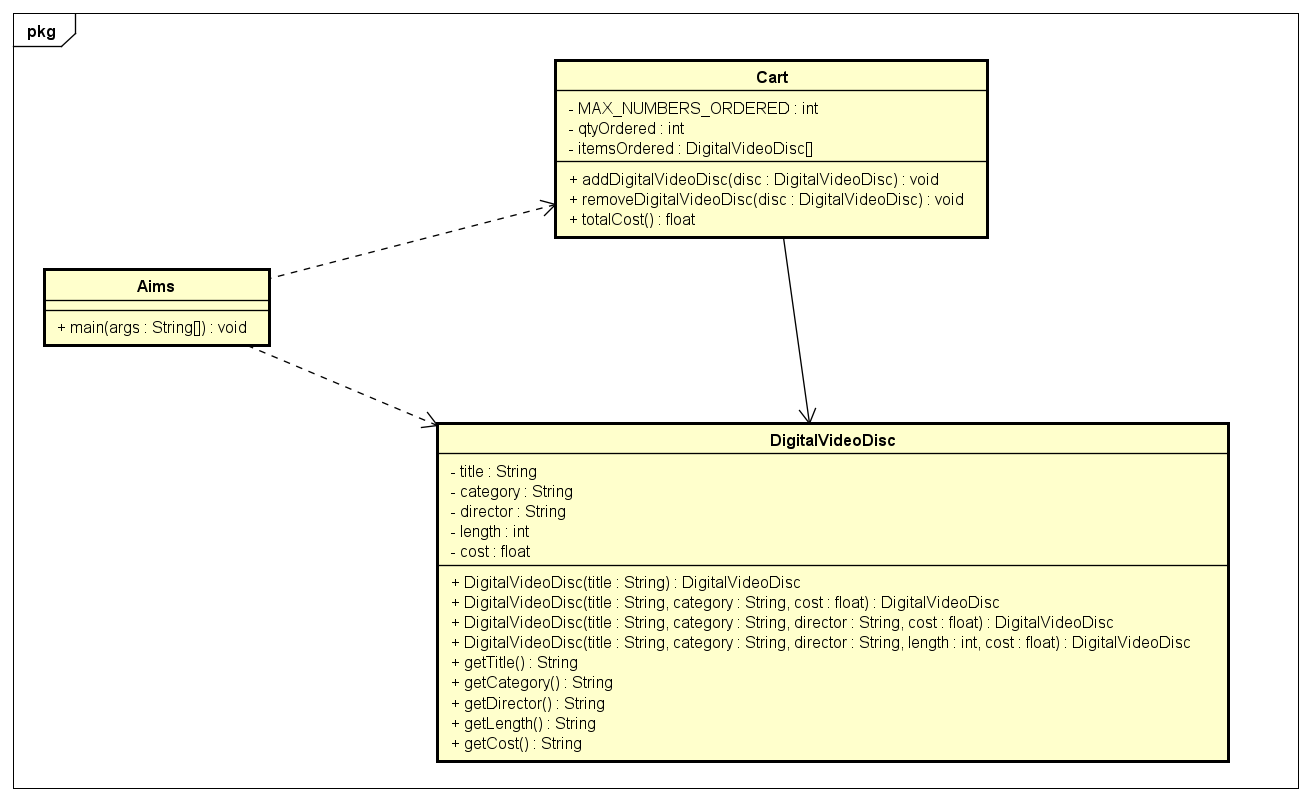 pkg
Cart
- MAX_NUMBERS_ORDERED : int
- qtyOrdered : int
- itemsOrdered : DigitalVideoDisc[]
+ addDigitalVideoDisc(disc : DigitalVideoDisc) : void
+ removeDigitalVideoDisc(disc : DigitalVideoDisc) : void
+ totalCost() : float
Aims
+ main(args : String[]) : void
DigitalVideoDisc
- title : String
- category : String
- director : String
- length : int
- cost : float
+ DigitalVideoDisc(title : String) : DigitalVideoDisc
+ DigitalVideoDisc(title : String, category : String, cost : float) : DigitalVideoDisc
+ DigitalVideoDisc(title : String, category : String, director : String, cost : float) : DigitalVideoDisc
+ DigitalVideoDisc(title : String, category : String, director : String, length : int, cost : float) : DigitalVideoDisc
+ getTitle() : String
+ getCategory() : String
+ getDirector() : String
+ getLength() : String
+ getCost() : String